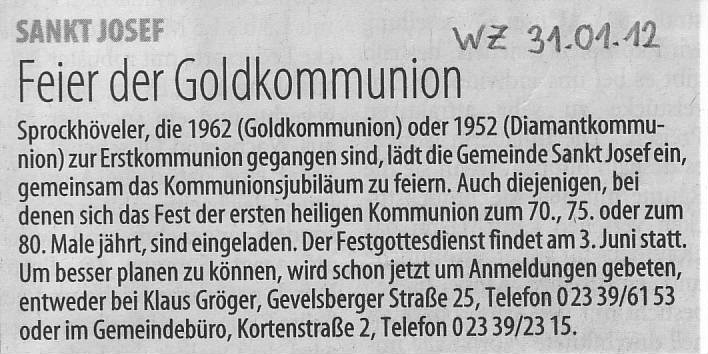 SANKT JOSEF
WZ 31.01.12
Feier der Goldkommunion
Sprockhöveler, die 1962 (Goldkommunion) oder 1952 (Diamantkommu-
nion) zur Erstkommunion gegangen sind, lädt die Gemeinde Sankt Josef ein,
gemeinsam das Kommunionsjubiläum zu feiern. Auch diejenigen, bei
denen sich das Fest der ersten heiligen Kommunion zum 70., 75. oder zum
80. Male jährt, sind eingeladen. Der Festgottesdienst findet am 3. Juni statt.
Um besser planen zu können, wird schon jetzt um Anmeldungen gebeten,
entweder bei Klaus Gröger, Gevelsberger Straße 25, Telefon 0 23 39/61 53
oder im Gemeindebüro, Kortenstraße 2, Telefon 0 23 39/23 15.